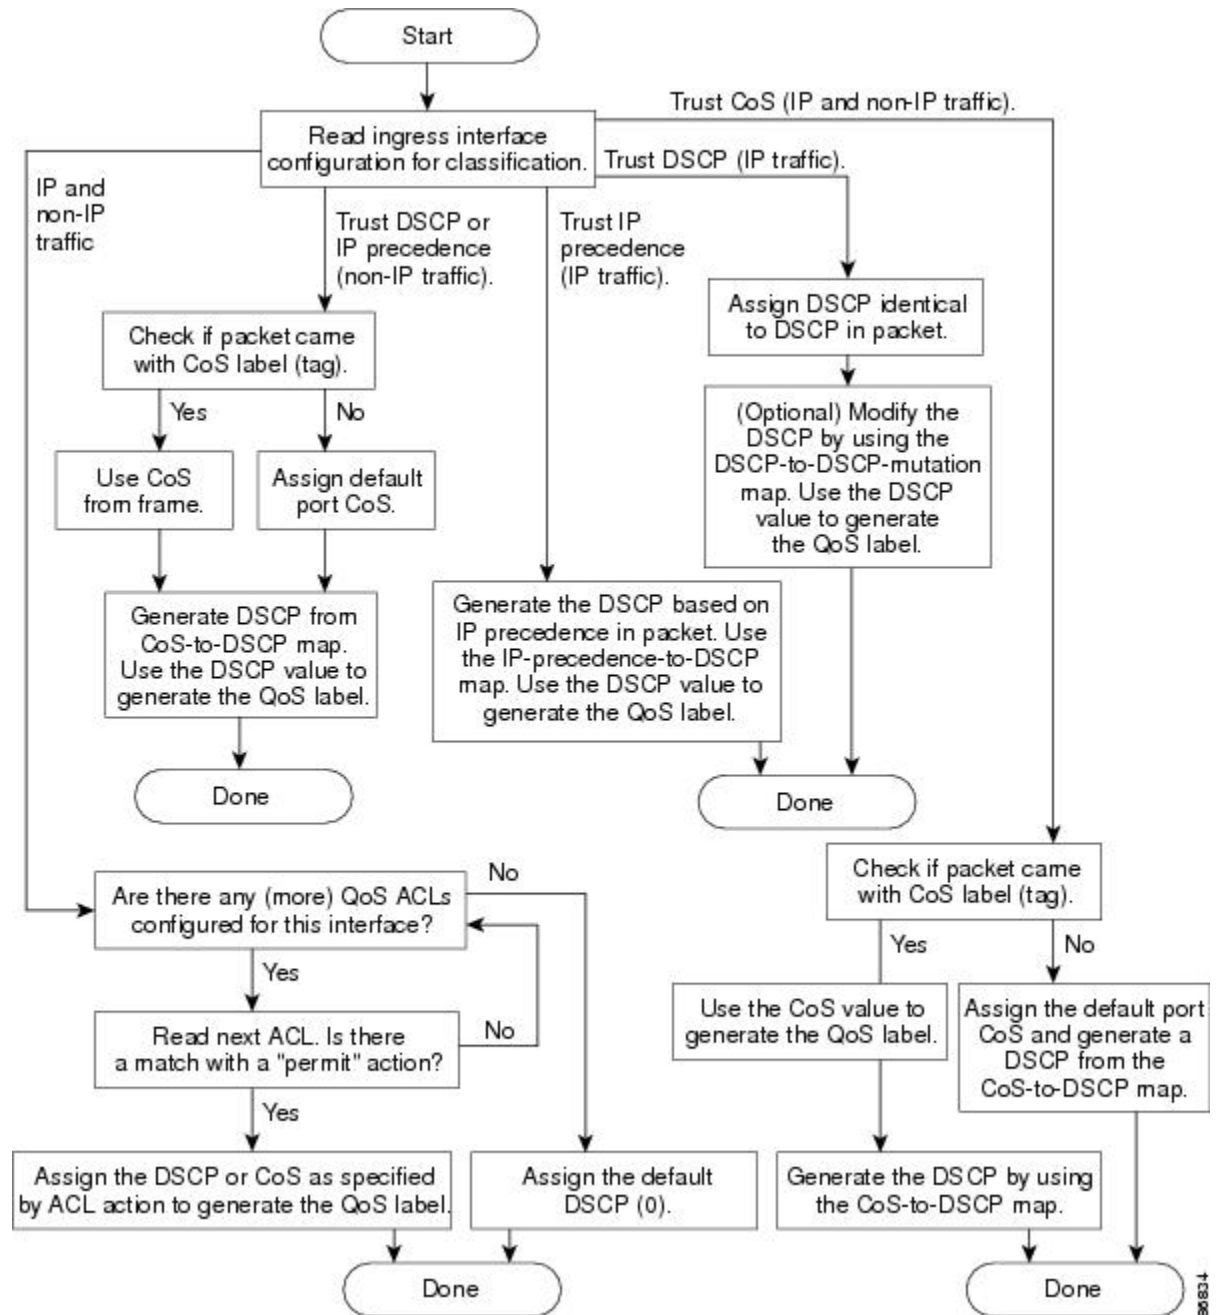 Start
Trust CoS (IP and non-IP traffic).
Read ingress interface
configuration for classification.
Trust DSCP (IP traffic).
IP and
non-IP
traffic
Trust DSCP or
IP precedence
(non-IP traffic).
Trust IP
precedence
(IP traffic).
Assign DSCP identical
to DSCP in packet.
Check if packet came
with CoS label (tag).
Yes
No
(Optional) Modify the
DSCP by using the
DSCP-to-DSCP-mutation
map. Use the DSCP
value to generate
the QoS label.
Use CoS
from frame.
Assign default
port CoS.
Generate DSCP from
CoS-to-DSCP map.
Use the DSCP value to
generate the QoS label.
Generate the DSCP based on
IP precedence in packet. Use
the IP-precedence-to-DSCP
map. Use the DSCP value to
generate the QoS label.
Done
Done
Are there any (more) QoS ACLs
configured for this interface?
No
Check if packet came
with CoS label (tag).
Yes
Yes
No
Read next ACL. Is there
a match with a "permit" action?
No
Use the CoS value to
generate the QoS label.
Assign the default port
CoS and generate a
DSCP from the
CoS-to-DSCP map.
Yes
Assign the DSCP or CoS as specified
by ACL action to generate the QoS label.
Assign the default
DSCP (0).
Generate the DSCP by using
the CoS-to-DSCP map.
Done
Done
86834